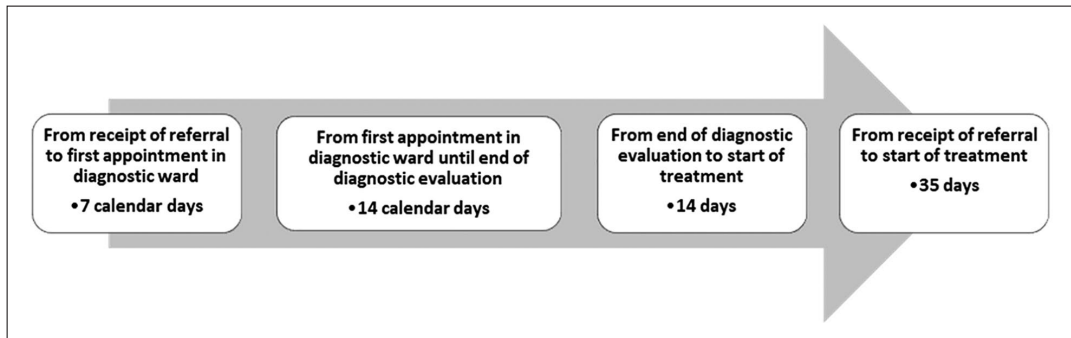 From receipt of referral
to first appointment in
diagnostic ward
•7 calendar days
From first appointment in
diagnostic ward until end of
diagnostic evaluation
•14 calendar days
From end of diagnostic
evaluation to start of
treatment
•14 days
From receipt of referral
to start of treatment
•35 days